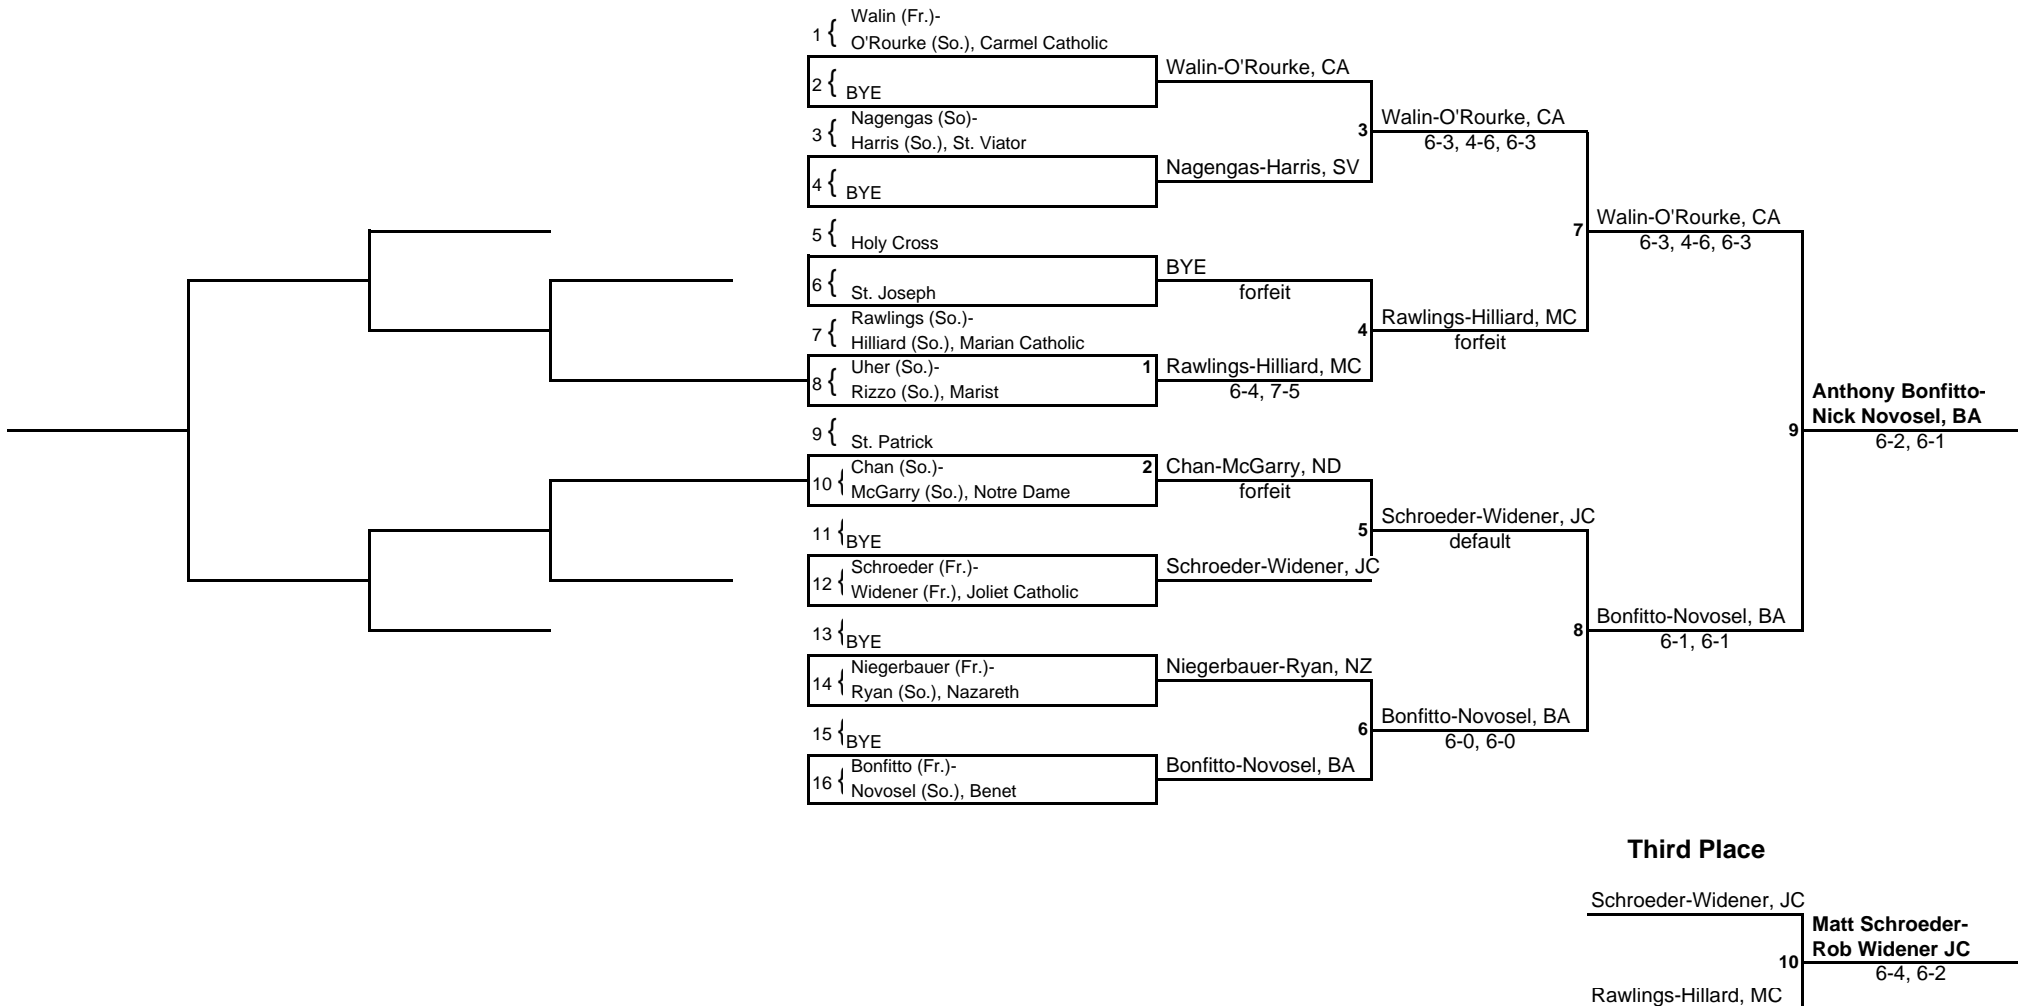 1 { Walin (Fr.)-
O'Rourke (So.), Carmel Catholic
2 { BYE
3 { Nagengas (So)-
Harris (So.), St. Viator
4 { BYE
5 { Holy Cross
6 { St. Joseph
7 { Rawlings (So.)-
Hilliard (So.), Marian Catholic
8 { Uher (So.)-
Rizzo (So.), Marist
9 { St. Patrick
10 { Chan (So.)-
McGarry (So.), Notre Dame
11 { BYE
12 { Schroeder (Fr.)-
Widener (Fr.), Joliet Catholic
13 { BYE
14 { Niegerbauer (Fr.)-
Ryan (So.), Nazareth
15 { BYE
16 { Bonfitto (Fr.)-
Novosel (So.), Benet
Walin-O'Rourke, CA
Nagengas-Harris, SV
BYE
forfeit
1 Rawlings-Hilliard, MC
6-4, 7-5
2 Chan-McGarry, ND
forfeit
Schroeder-Widener, JC
Niegerbauer-Ryan, NZ
Bonfitto-Novosel, BA
3 Walin-O'Rourke, CA
6-3, 4-6, 6-3
4 Rawlings-Hilliard, MC
forfeit
5 Schroeder-Widener, JC
default
6 Bonfitto-Novosel, BA
6-0, 6-0
7 Walin-O'Rourke, CA
6-3, 4-6, 6-3
8 Bonfitto-Novosel, BA
6-1, 6-1
9 Anthony Bonfitto-
Nick Novosel, BA
6-2, 6-1
Third Place
Schroeder-Widener, JC
Rawlings-Hillard, MC
10 Matt Schroeder-
Rob Widener JC
6-4, 6-2